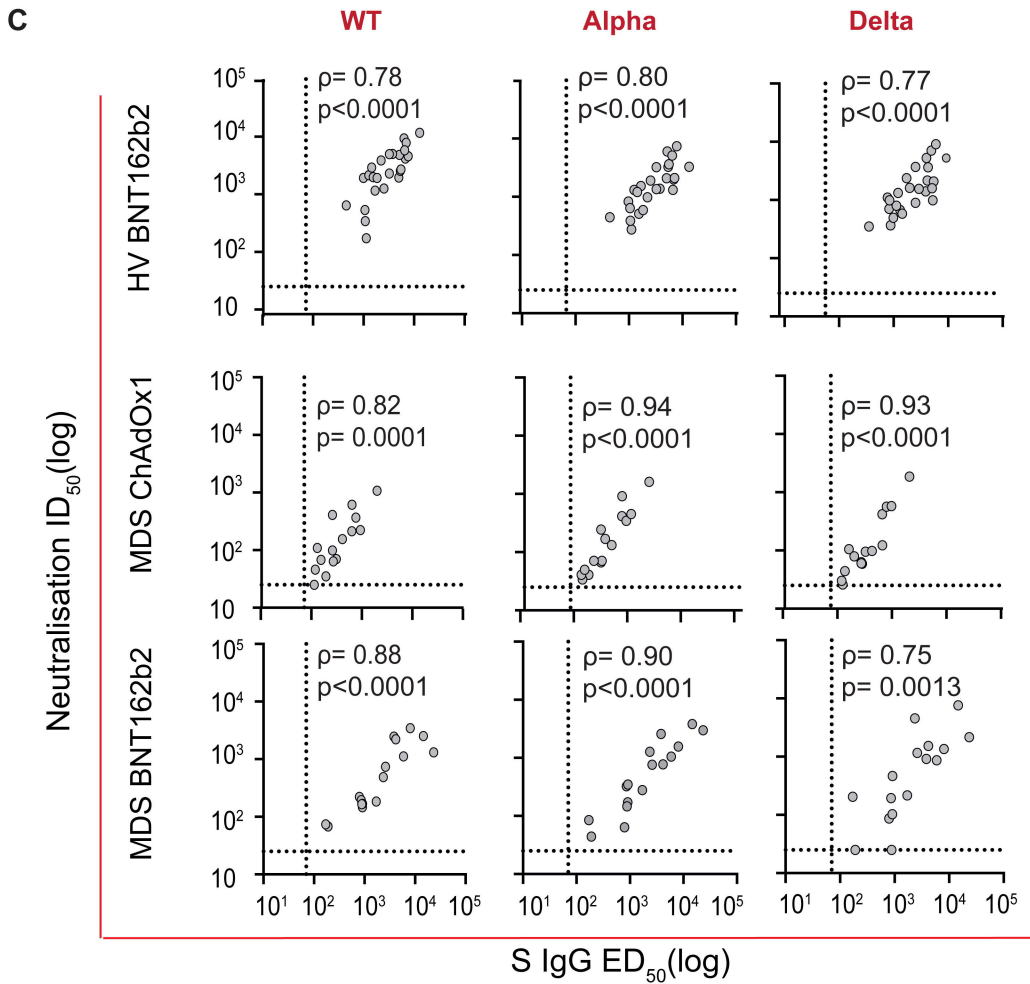 C
WT Alpha Delta
HV BNT162b2
10⁵
10⁴
10³
10²
10
ρ= 0.78
p<0.0001
ρ= 0.80
p<0.0001
ρ= 0.77
p<0.0001
MDS ChAdOx1
10⁵
10⁴
10³
10²
10
ρ= 0.82
p= 0.0001
ρ= 0.94
p<0.0001
ρ= 0.93
p<0.0001
MDS BNT162b2
10⁵
10⁴
10³
10²
10
ρ= 0.88
p<0.0001
ρ= 0.90
p<0.0001
ρ= 0.75
p= 0.0013
10¹ 10² 10³ 10⁴ 10⁵
10¹ 10² 10³ 10⁴ 10⁵
10¹ 10² 10³ 10⁴ 10⁵
Neutralisation ID₅₀(log)
S IgG ED₅₀(log)